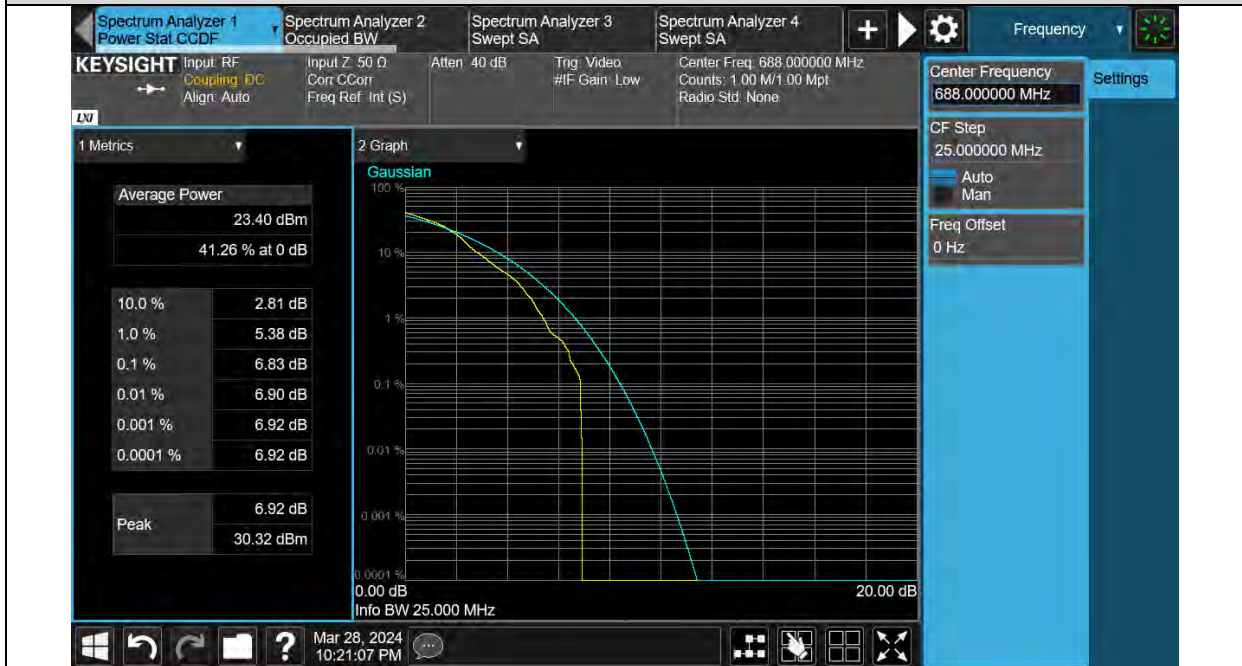 Spectrum Analyzer 1
Power Stat CCDF
Spectrum Analyzer 2
Occupied BW
Spectrum Analyzer 3
Swept SA
Spectrum Analyzer 4
Swept SA
+
Frequency
KEYSIGHT
LXI
Input: RF
Coupling: DC
Align: Auto
Input Z: 50 Ω
Corr CCorr
Freq Ref: Int (S)
Atten: 40 dB
Trig: Video
#IF Gain: Low
Center Freq: 688.000000 MHz
Counts: 1.00 M/1.00 Mpt
Radio Std: None
Center Frequency
688.000000 MHz
Settings
CF Step
25.000000 MHz
Auto
Man
Freq Offset
0 Hz
1 Metrics
Average Power
23.40 dBm
41.26 % at 0 dB
10.0 % 2.81 dB
1.0 % 5.38 dB
0.1 % 6.83 dB
0.01 % 6.90 dB
0.001 % 6.92 dB
0.0001 % 6.92 dB
Peak
6.92 dB
30.32 dBm
2 Graph
Gaussian
100 %
10 %
1 %
0.1 %
0.01 %
0.001 %
0.0001 %
0.00 dB
20.00 dB
Info BW 25.000 MHz
?
Mar 28, 2024
10:21:07 PM